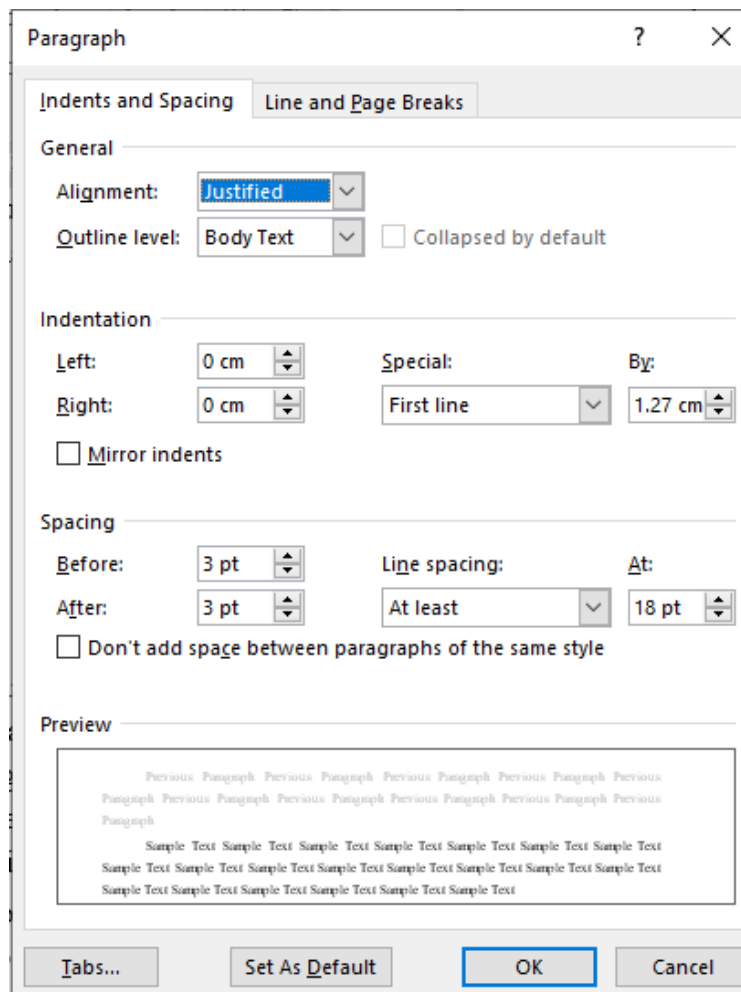 Paragraph ?
Indents and Spacing Line and Page Breaks
General
Alignment: Justified
Outline level: Body Text Collapsed by default
Indentation
Left: 0 cm Special: By:
Right: 0 cm First line 1.27 cm
Mirror indents
Spacing
Before: 3 pt Line spacing: At:
After: 3 pt At least 18 pt
Don't add space between paragraphs of the same style
Preview
Previous Paragraph Previous Paragraph Previous Paragraph Previous Paragraph Previous
Paragraph Previous Paragraph Previous Paragraph Previous Paragraph Previous Paragraph Previous
Paragraph
Sample Text Sample Text Sample Text Sample Text Sample Text Sample Text Sample Text
Sample Text Sample Text Sample Text Sample Text Sample Text Sample Text Sample Text
Sample Text Sample Text Sample Text Sample Text Sample Text Sample Text
Tabs... Set As Default OK Cancel